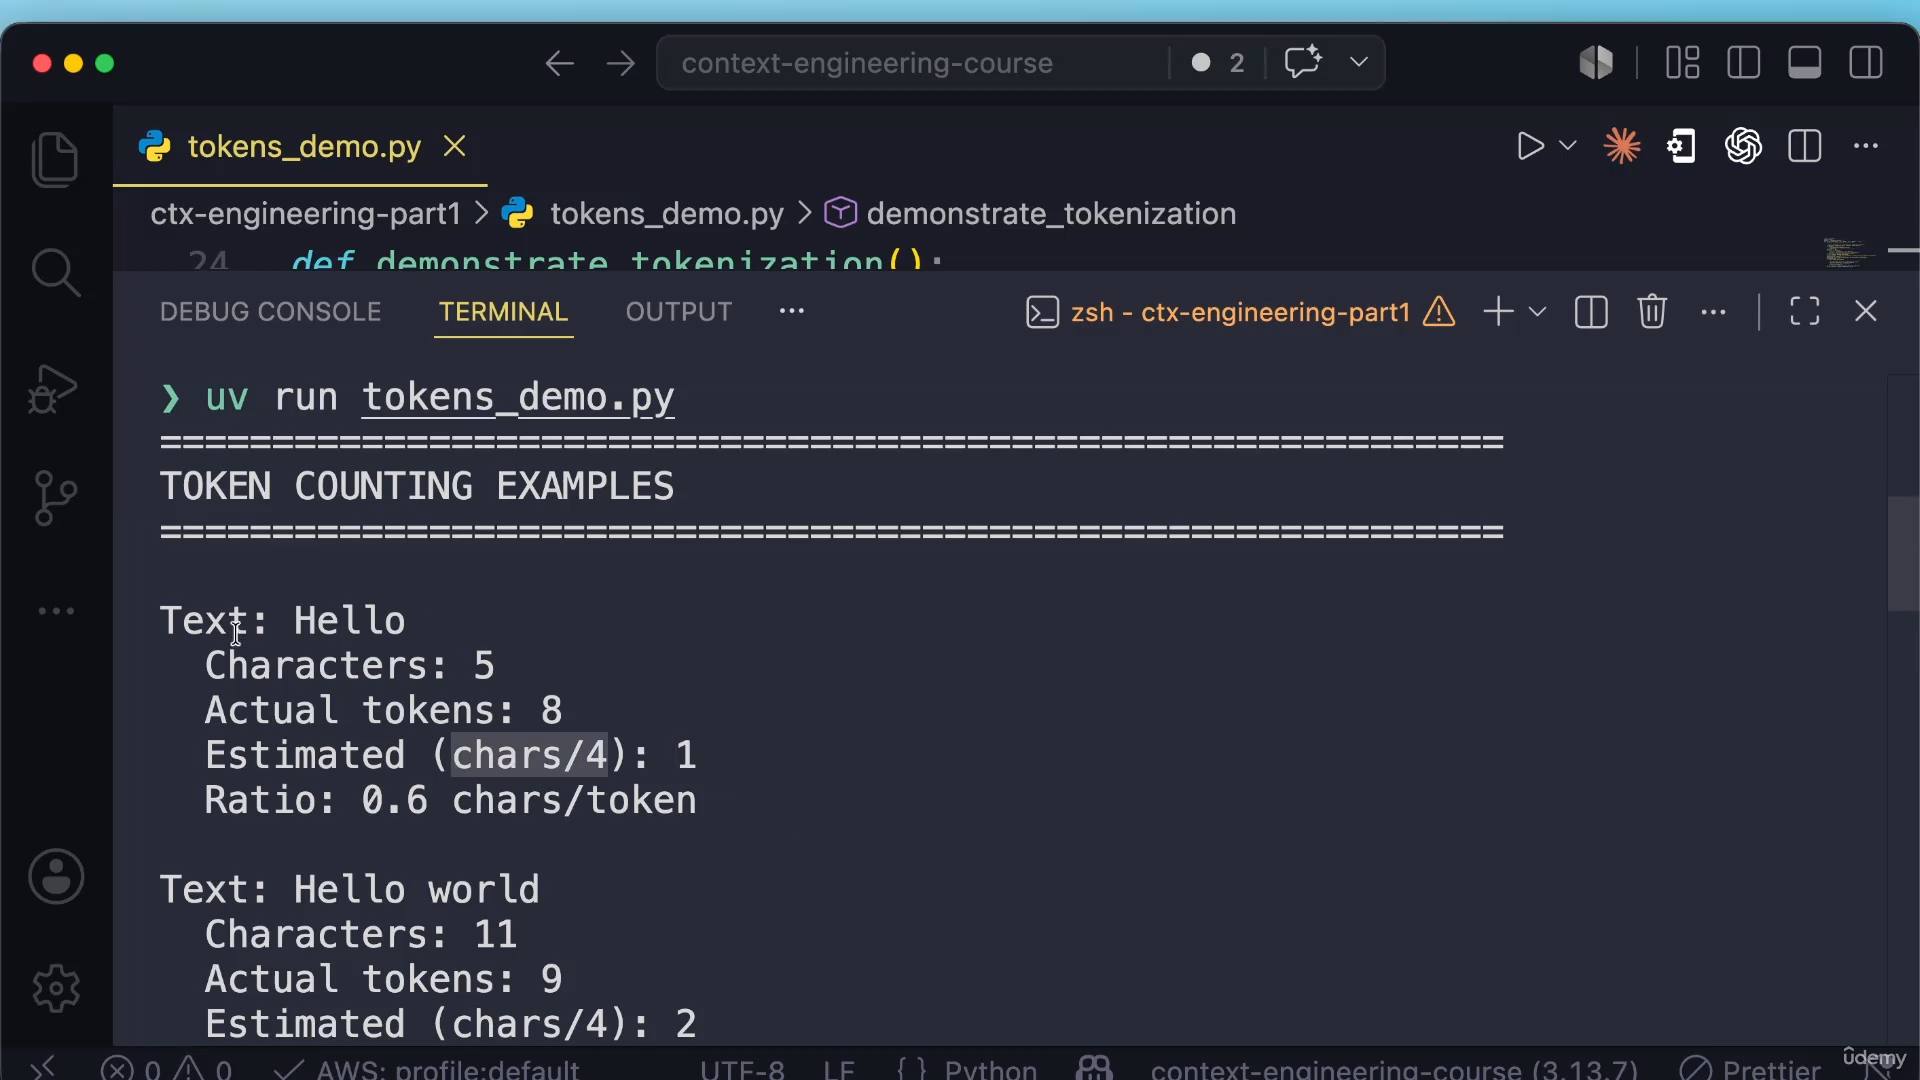 context-engineering-course
2
tokens_demo.py
ctx-engineering-part1 > tokens_demo.py > demonstrate_tokenization
24 def demonstrate_tokenization():
DEBUG CONSOLE TERMINAL OUTPUT ... zsh - ctx-engineering-part1
❯ uv run tokens_demo.py
============================================================
TOKEN COUNTING EXAMPLES
============================================================
Text: Hello
Characters: 5
Actual tokens: 8
Estimated (chars/4): 1
Ratio: 0.6 chars/token
Text: Hello world
Characters: 11
Actual tokens: 9
Estimated (chars/4): 2
0 0 AWS: profile:default UTF-8 LF {} Python context-engineering-course (3.13.7) Prettier
ûdemy